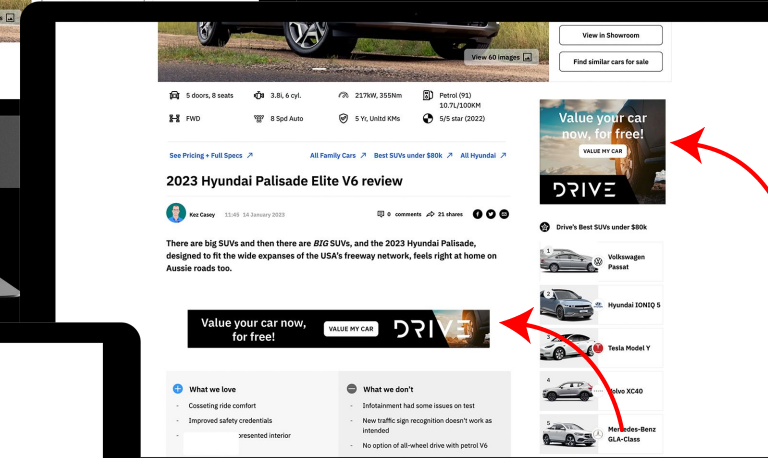 View 60 images
View in Showroom
Find similar cars for sale
5 doors, 8 seats
3.8i, 6 cyl.
217kW, 355Nm
Petrol (91)
10.7L/100KM
FWD
8 Spd Auto
5 Yr, Unltd KMs
5/5 star (2022)
See Pricing + Full Specs
All Family Cars
Best SUVs under $80k
All Hyundai
2023 Hyundai Palisade Elite V6 review
Kez Casey
11:45 14 January 2023
0 comments
21 shares
There are big SUVs and then there are BIG SUVs, and the 2023 Hyundai Palisade,
designed to fit the wide expanses of the USA's freeway network, feels right at home on
Aussie roads too.
Value your car now,
for free!
VALUE MY CAR
DRIVE
What we love
- Cosseting ride comfort
- Improved safety credentials
- presented interior
What we don't
- Infotainment had some issues on test
- New traffic sign recognition doesn't work as
intended
- No option of all-wheel drive with petrol V6
Value your car
now, for free!
VALUE MY CAR
DRIVE
Drive's Best SUVs under $80k
1
Volkswagen
Passat
2
Hyundai IONIQ 5
3
Tesla Model Y
4
Volvo XC40
5
Mercedes-Benz
GLA-Class